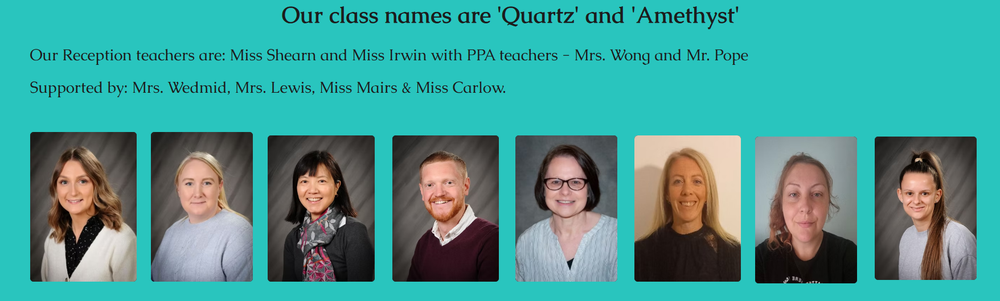 Our class names are 'Quartz' and 'Amethyst'
Our Reception teachers are: Miss Shearn and Miss Irwin with PPA teachers - Mrs. Wong and Mr. Pope
Supported by: Mrs. Wedmid, Mrs. Lewis, Miss Mairs & Miss Carlow.